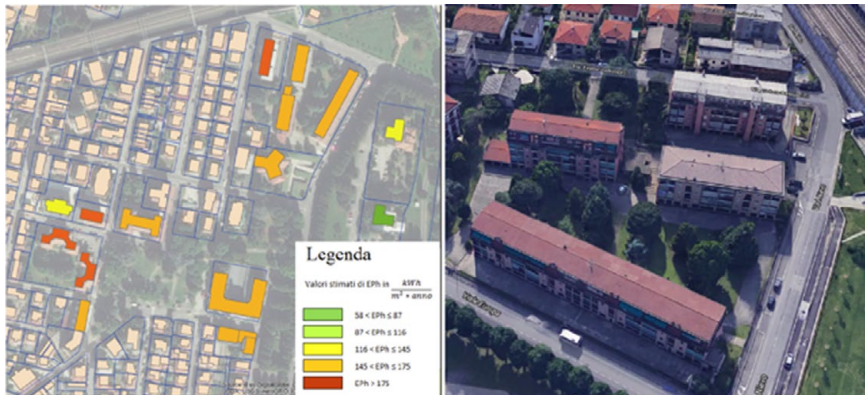 Legenda
Valori stimati di EPh in kWh
m² * anno
58 < EPh ≤ 87
87 < EPh ≤ 116
116 < EPh ≤ 145
145 < EPh ≤ 175
EPh > 175